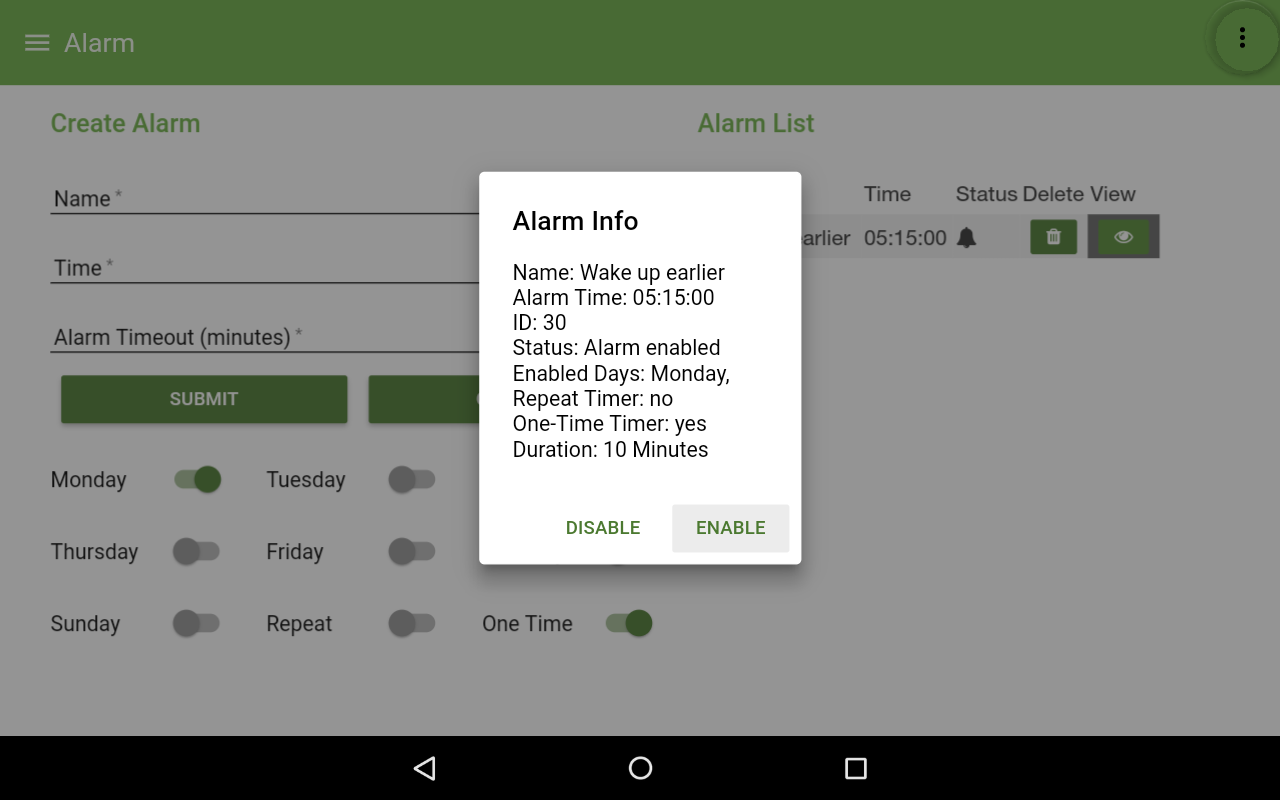 Alarm
Create Alarm
Alarm List
Name *
Time *
Alarm Timeout (minutes) *
SUBMIT
Monday
Tuesday
Thursday
Friday
Sunday
Repeat
One Time
Time Status Delete View
05:15:00
Alarm Info
Name: Wake up earlier
Alarm Time: 05:15:00
ID: 30
Status: Alarm enabled
Enabled Days: Monday,
Repeat Timer: no
One-Time Timer: yes
Duration: 10 Minutes
DISABLE
ENABLE